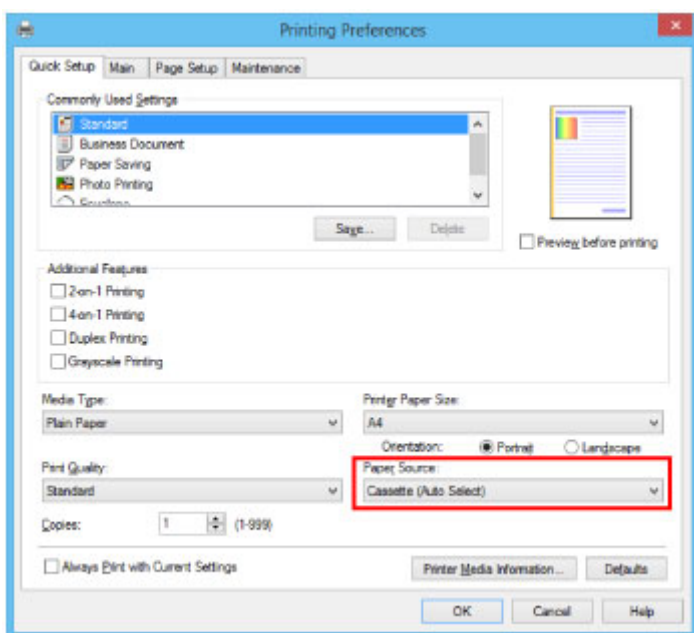 Printing Preferences
Quick Setup Main Page Setup Maintenance
Commonly Used Settings
Standard
Business Document
Paper Saving
Photo Printing
Envelope
Save... Delete
Preview before printing
Additional Features
2-on-1 Printing
4-on-1 Printing
Duplex Printing
Grayscale Printing
Media Type: Printer Paper Size:
Plain Paper A4
Orientation: Portrait Landscape
Print Quality: Paper Source:
Standard Cassette (Auto Select)
Copies: 1 (1-999)
Always Print with Current Settings
Printer Media Information... Defaults
OK Cancel Help